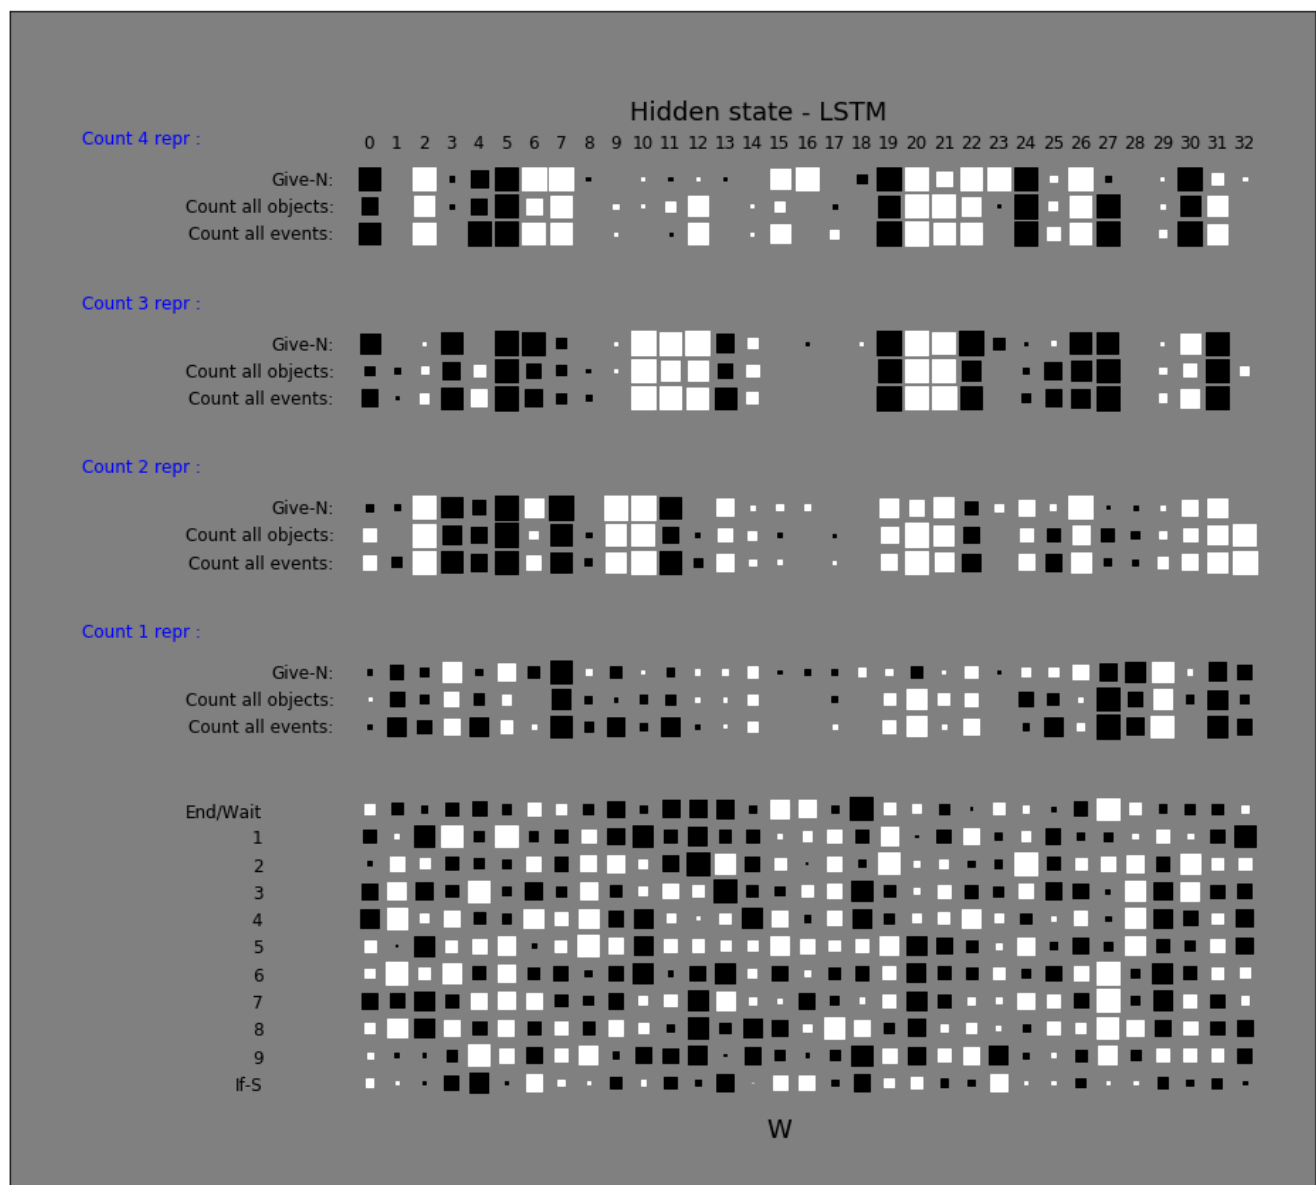 Hidden state - LSTM
Count 4 repr :
0 1 2 3 4 5 6 7 8 9 10 11 12 13 14 15 16 17 18 19 20 21 22 23 24 25 26 27 28 29 30 31 32
Give-N:
Count all objects:
Count all events:
Count 3 repr :
Give-N:
Count all objects:
Count all events:
Count 2 repr :
Give-N:
Count all objects:
Count all events:
Count 1 repr :
Give-N:
Count all objects:
Count all events:
End/Wait
1
2
3
4
5
6
7
8
9
If-S
W